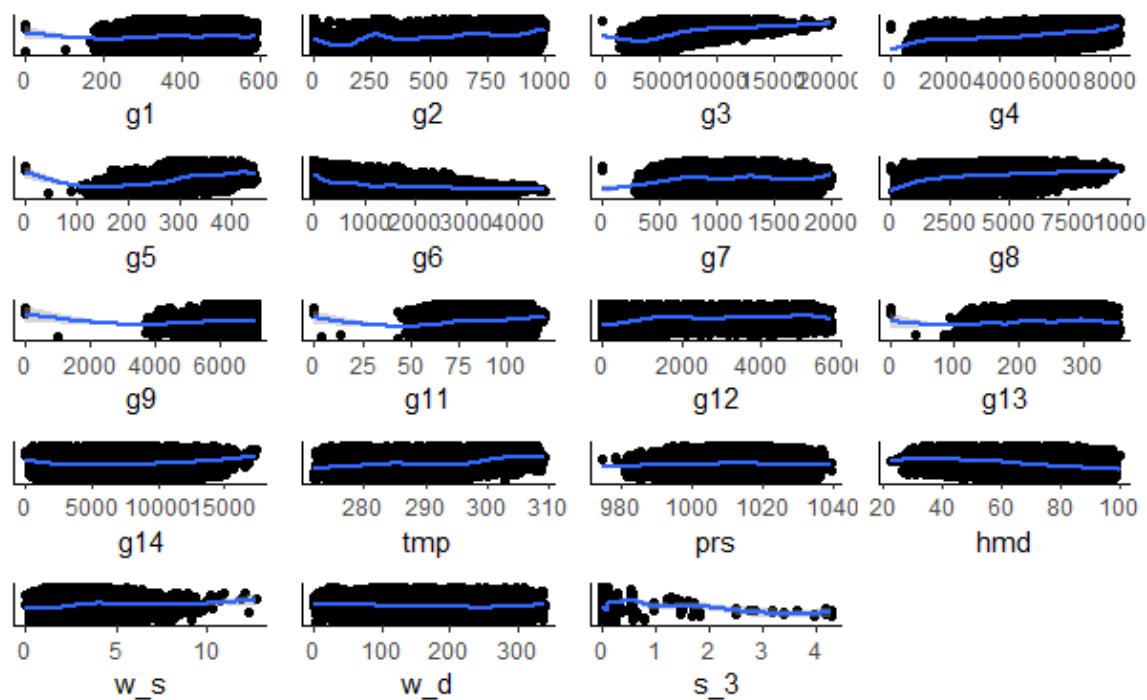 0 200 400 600 0 250 500 750 1000 0 5000 10000 15000 20000 0 2000 4000 6000 8000
g1 g2 g3 g4
0 100 200 300 400 0 1000 2000 3000 4000 0 500 1000 1500 2000 0 2500 5000 7500 1000
g5 g6 g7 g8
0 2000 4000 6000 0 25 50 75 100 0 2000 4000 6000 0 100 200 300
g9 g11 g12 g13
0 5000 10000 15000 280 290 300 310 980 1000 1020 1040 20 40 60 80 100
g14 tmp prs hmd
0 5 10 0 100 200 300 0 1 2 3 4
w_s w_d s_3